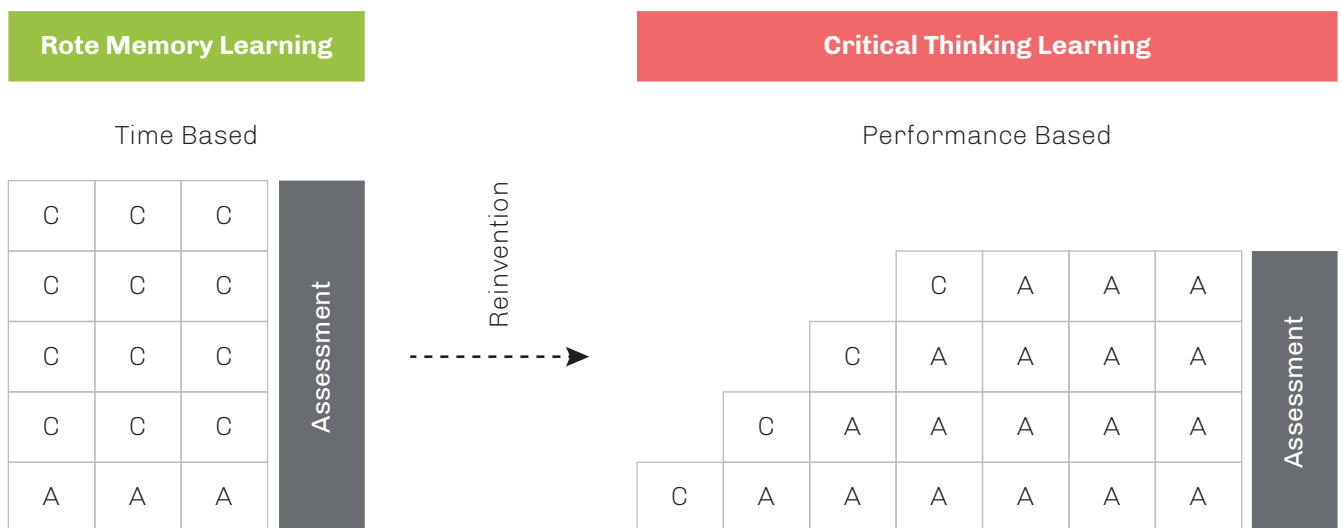 Rote Memory Learning
Critical Thinking Learning
Time Based
Performance Based
C C C
C C C
C C C
C C C
A A A
Assessment
Reinvention
C A A A
C A A A A
C A A A A A
C A A A A A A
Assessment